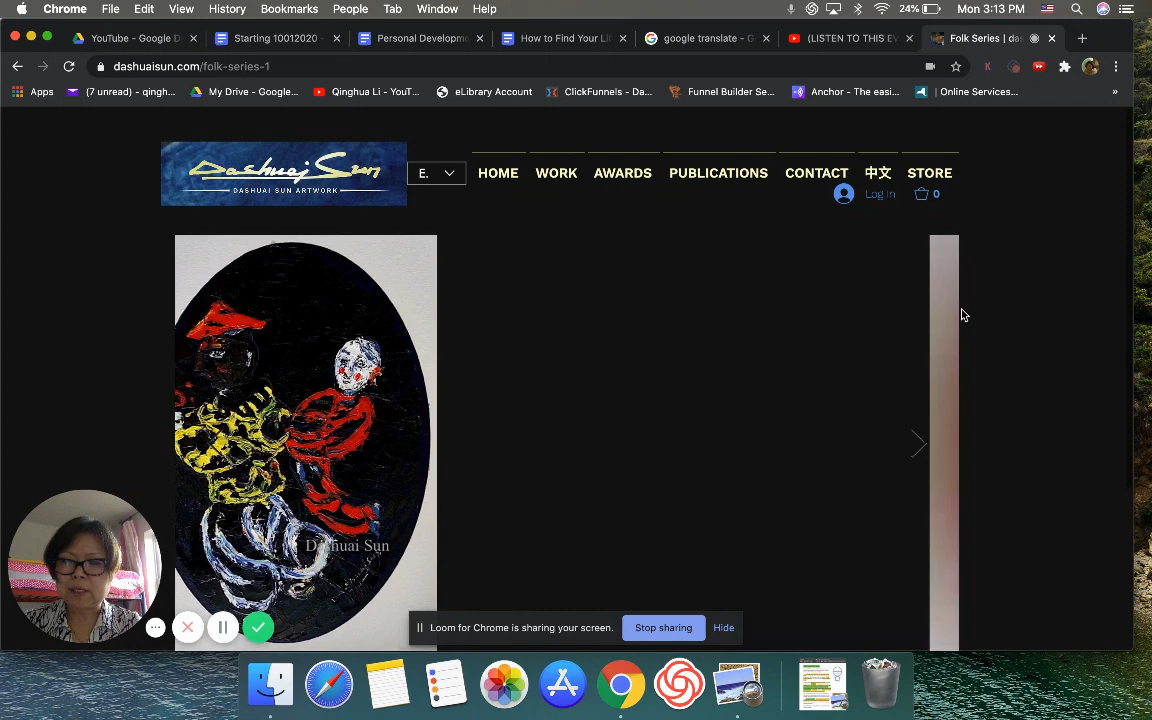 Chrome File Edit View History Bookmarks People Tab Window Help 24% Mon 3:13 PM
YouTube - Google D Starting 10012020 - Personal Developme How to Find Your Li google translate - G (LISTEN TO THIS EV Folk Series | das
dashuaisun.com/folk-series-1
Apps (7 unread) - qingh... My Drive - Google... Qinghua Li - YouT... eLibrary Account ClickFunnels - Da... Funnel Builder Se... Anchor - The easi... | Online Services... »
Dashuai Sun
DASHUAI SUN ARTWORK
E. HOME WORK AWARDS PUBLICATIONS CONTACT 中文 STORE
Log In 0
Dashuai Sun
Loom for Chrome is sharing your screen. Stop sharing Hide